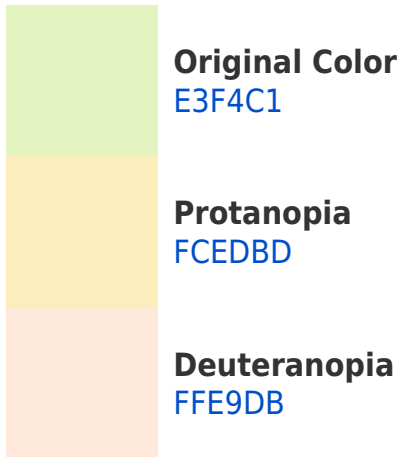 Original Color
E3F4C1
Protanopia
FCEDBD
Deuteranopia
FFE9DB